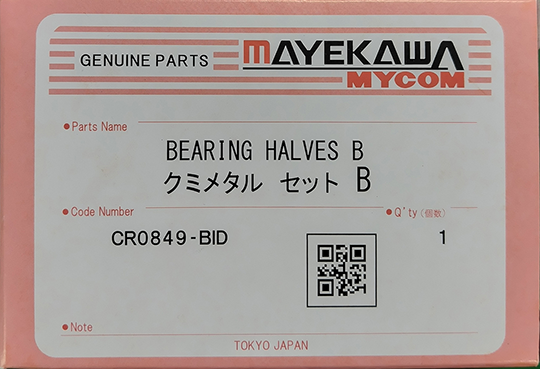 GENUINE PARTS
MAYEKAWA
MYCOM
Parts Name
BEARING HALVES B
クミメタル セット B
Code Number
Q'ty (個数)
CR0849-BID
1
Note
TOKYO JAPAN